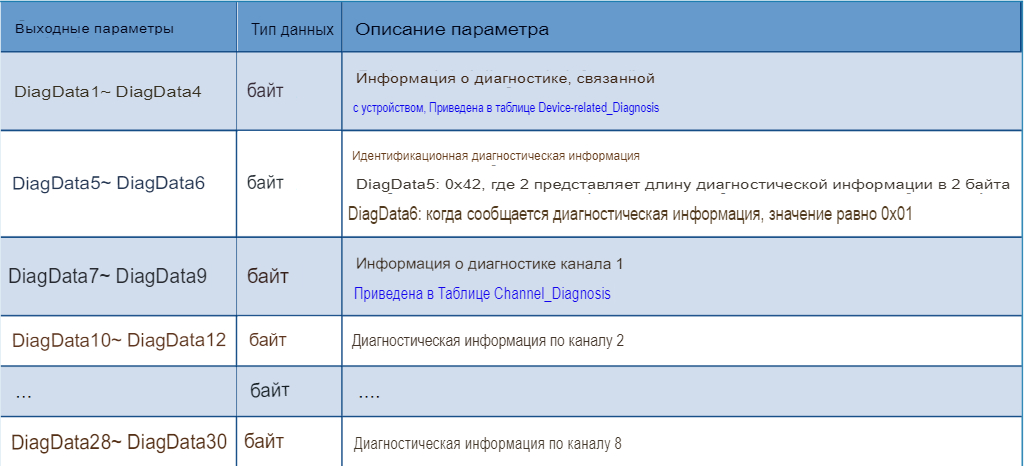 Выходные параметры
Тип данных
Описание параметра
DiagData1~ DiagData4
байт
Информация о диагностике, связанной
с устройством, Приведена в таблице Device-related_Diagnosis
DiagData5~ DiagData6
байт
Идентификационная диагностическая информация
DiagData5: 0x42, где 2 представляет длину диагностической информации в 2 байта
DiagData6: когда сообщается диагностическая информация, значение равно 0x01
DiagData7~ DiagData9
байт
Информация о диагностике канала 1
Приведена в Таблице Channel_Diagnosis
DiagData10~ DiagData12
байт
Диагностическая информация по каналу 2
...
байт
....
DiagData28~ DiagData30
байт
Диагностическая информация по каналу 8